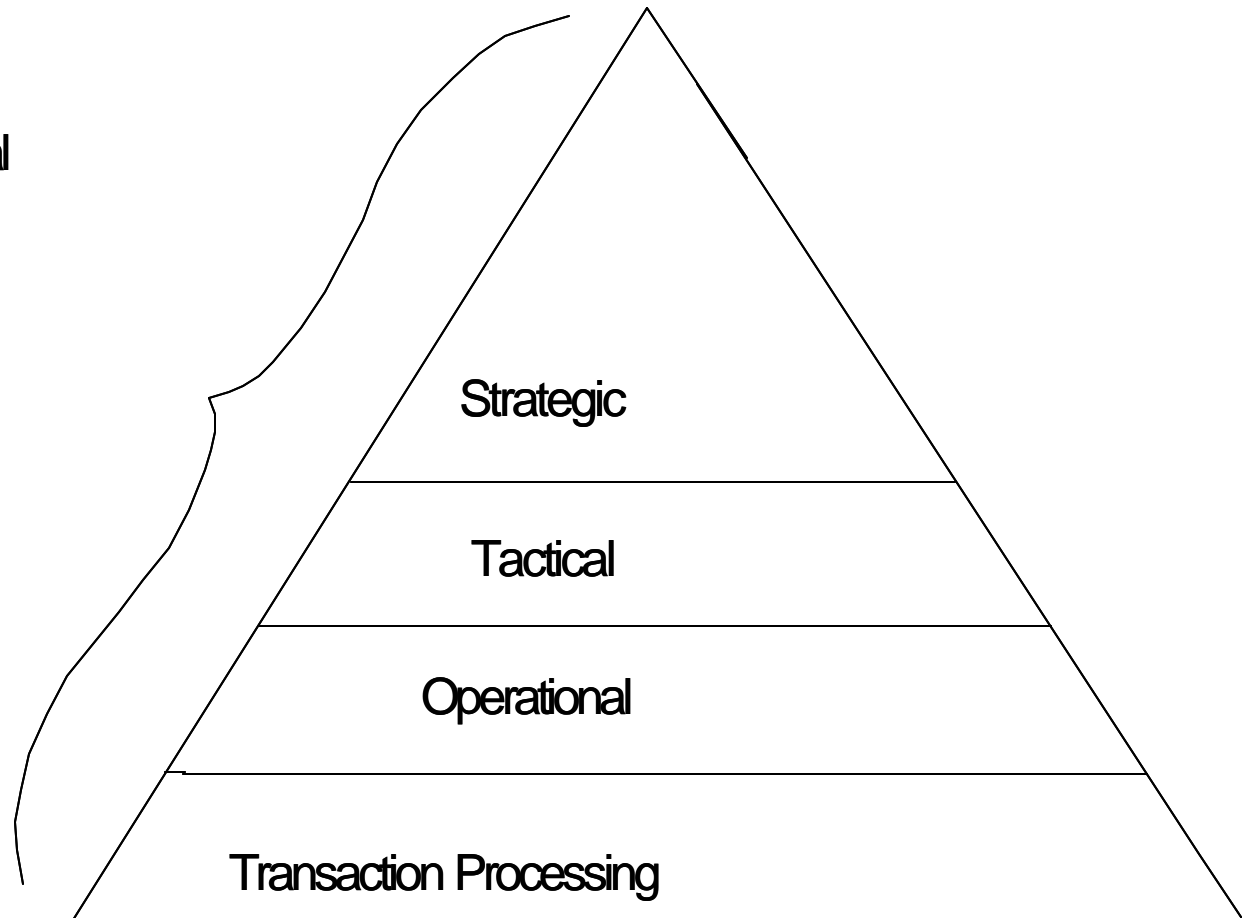 Strategic
Tactical
Operational
Transaction Processing